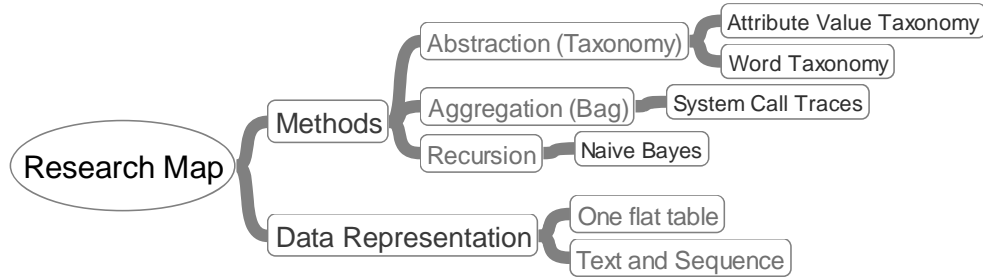 Research Map
Methods
Abstraction (Taxonomy)
Attribute Value Taxonomy
Word Taxonomy
Aggregation (Bag)
System Call Traces
Recursion
Naive Bayes
Data Representation
One flat table
Text and Sequence